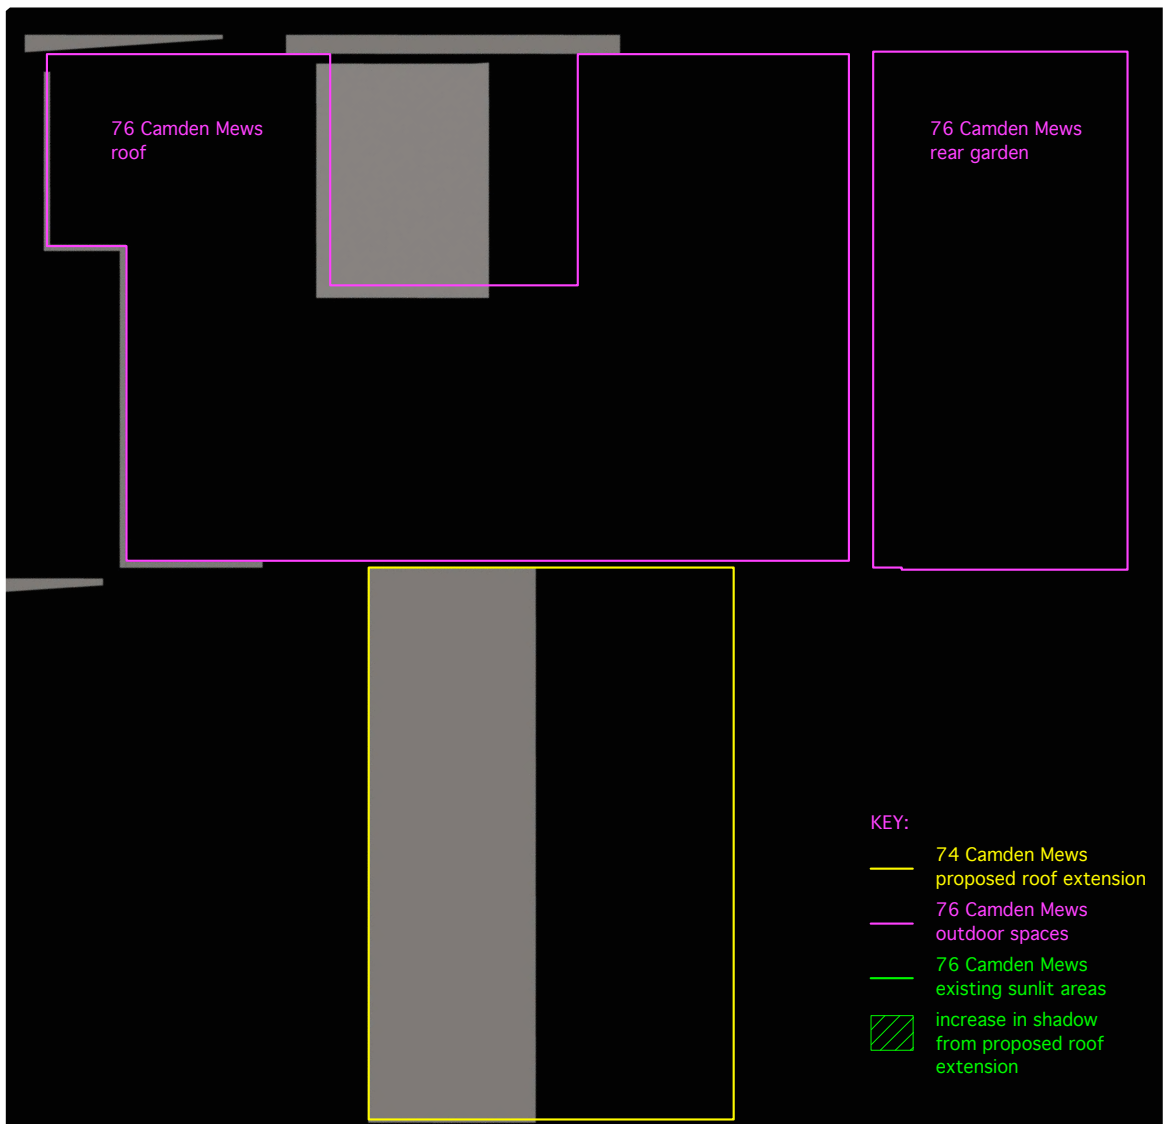 76 Camden Mews
roof
76 Camden Mews
rear garden
KEY:
74 Camden Mews
proposed roof extension
76 Camden Mews
outdoor spaces
76 Camden Mews
existing sunlit areas
increase in shadow
from proposed roof
extension